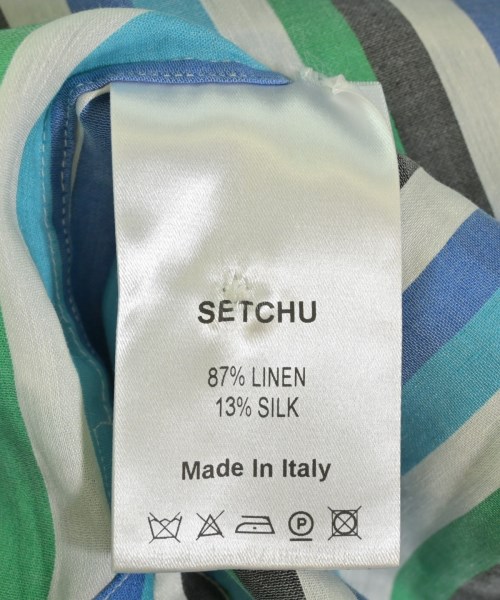 SETCHU
87% LINEN
13% SILK
Made In Italy
P